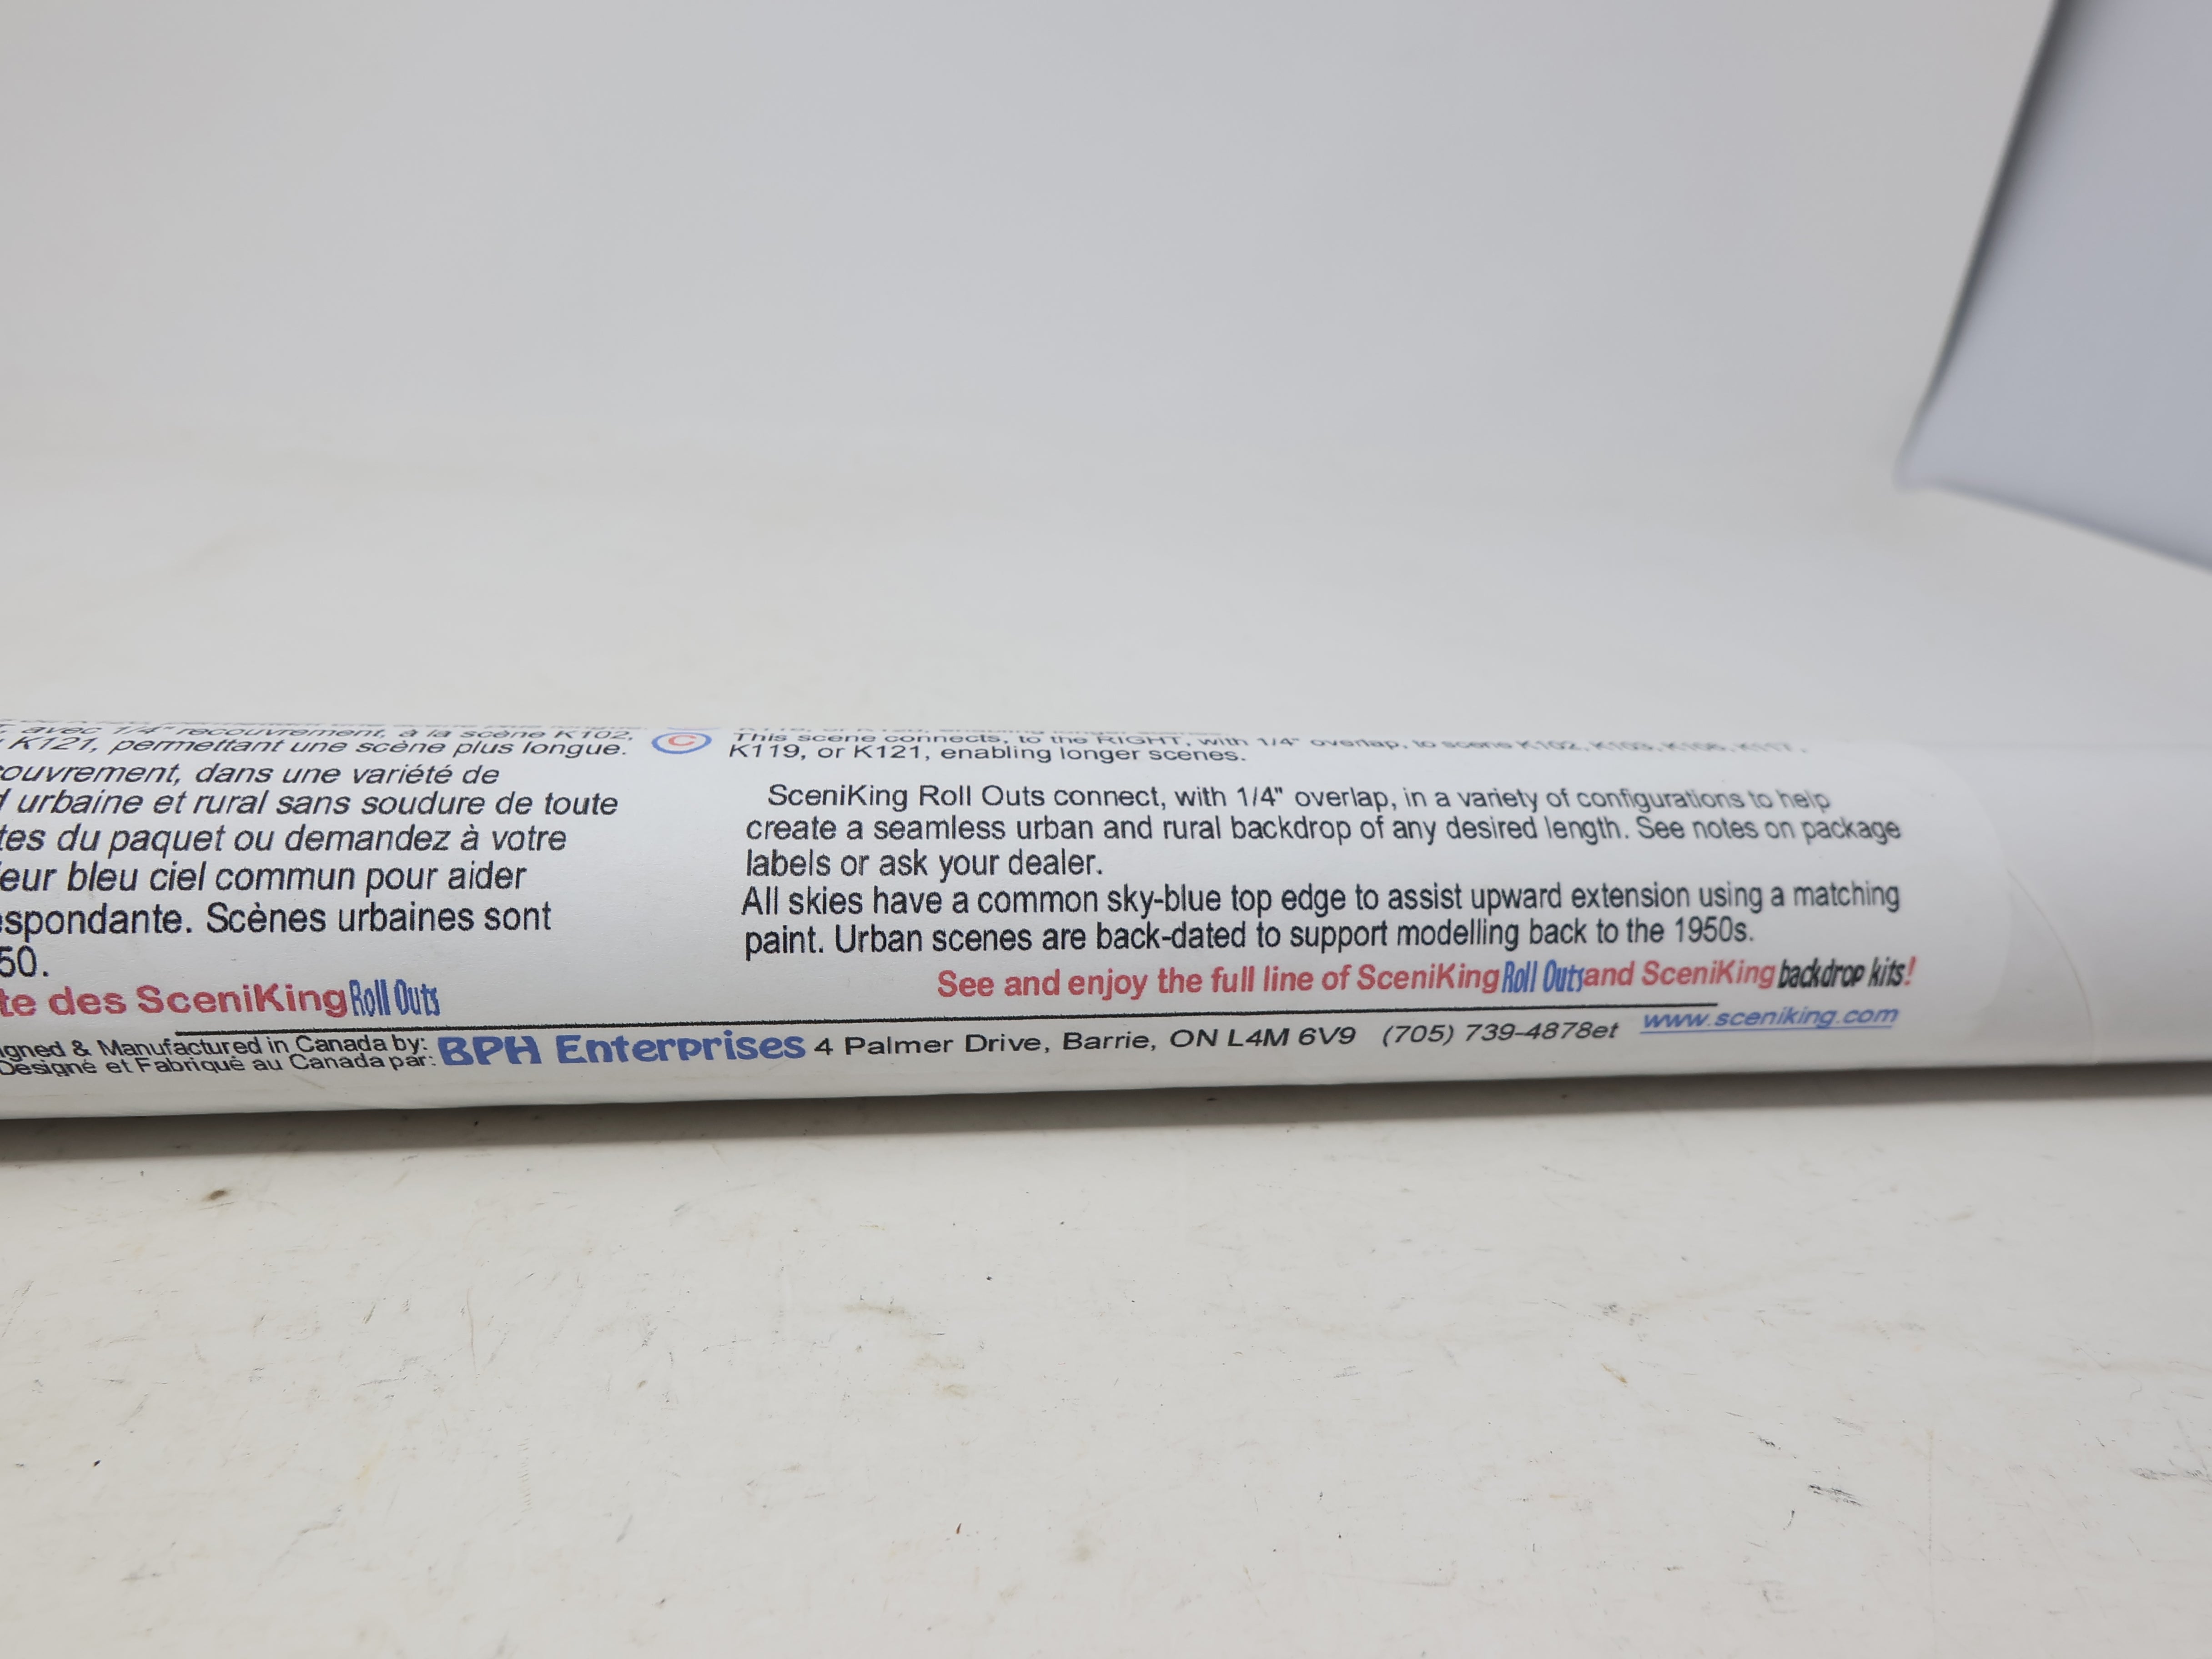 avec 1/4" recouvrement, à la scène K102,
K121, permettant une scène plus longue.
couvrement, dans une variété de
urbaine et rural sans soudure de toute
tes du paquet ou demandez à votre
eur bleu ciel commun pour aider
spondante. Scènes urbaines sont
50.
te des SceniKing Roll Outs
©
This scene connects, to the RIGHT, with 1/4" overlap, to scene K102,
K119, or K121, enabling longer scenes.
SceniKing Roll Outs connect, with 1/4" overlap, in a variety of configurations to help
create a seamless urban and rural backdrop of any desired length. See notes on package
labels or ask your dealer.
All skies have a common sky-blue top edge to assist upward extension using a matching
paint. Urban scenes are back-dated to support modelling back to the 1950s.
See and enjoy the full line of SceniKing Roll Outs and SceniKing backdrop kits!
igned & Manufactured in Canada by:
Designé et Fabriqué au Canada par:
BPH Enterprises 4 Palmer Drive, Barrie, ON L4M 6V9 (705) 739-4878et www.sceniking.com